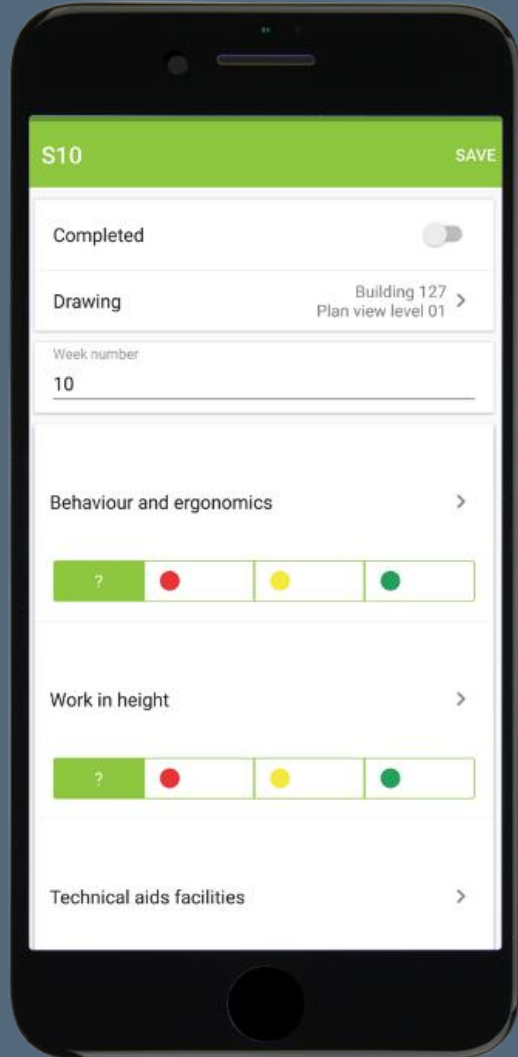 S10 SAVE
Completed
Drawing
Building 127
Plan view level 01
Week number
10
Behaviour and ergonomics
?
Work in height
?
Technical aids facilities